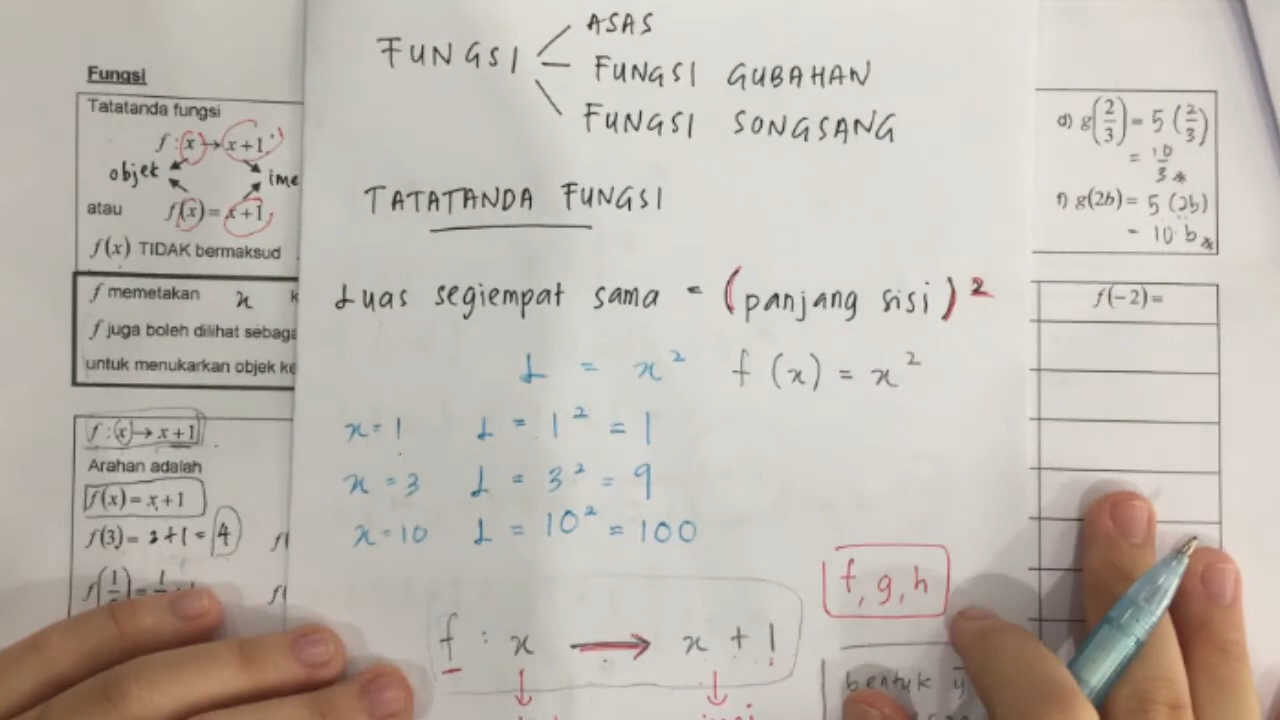 FUNGSI
ASAS
FUNGSI GUBAHAN
FUNGSI SONGSANG
TATATANDA FUNGSI
Luas segiempat sama = (panjang sisi)²
L = x² f(x) = x²
x = 1 L = 1² = 1
x = 3 L = 3² = 9
x = 10 L = 10² = 100
f, g, h
f : x → x + 1
bentuk
Fungsi
Tatatanda fungsi
f : x → x+1
objek
atau f(x) = x+1
f(x) TIDAK bermaksud
f memetakan x
f juga boleh dilihat
untuk menukarkan objek
f : x → x+1
Arahan adalah
f(x) = x+1
f(3) = 3+1 = 4
d) g(2/3) = 5(2/3)
= 10/3
f) g(2b) = 5(2b)
= 10b
f(−2) =